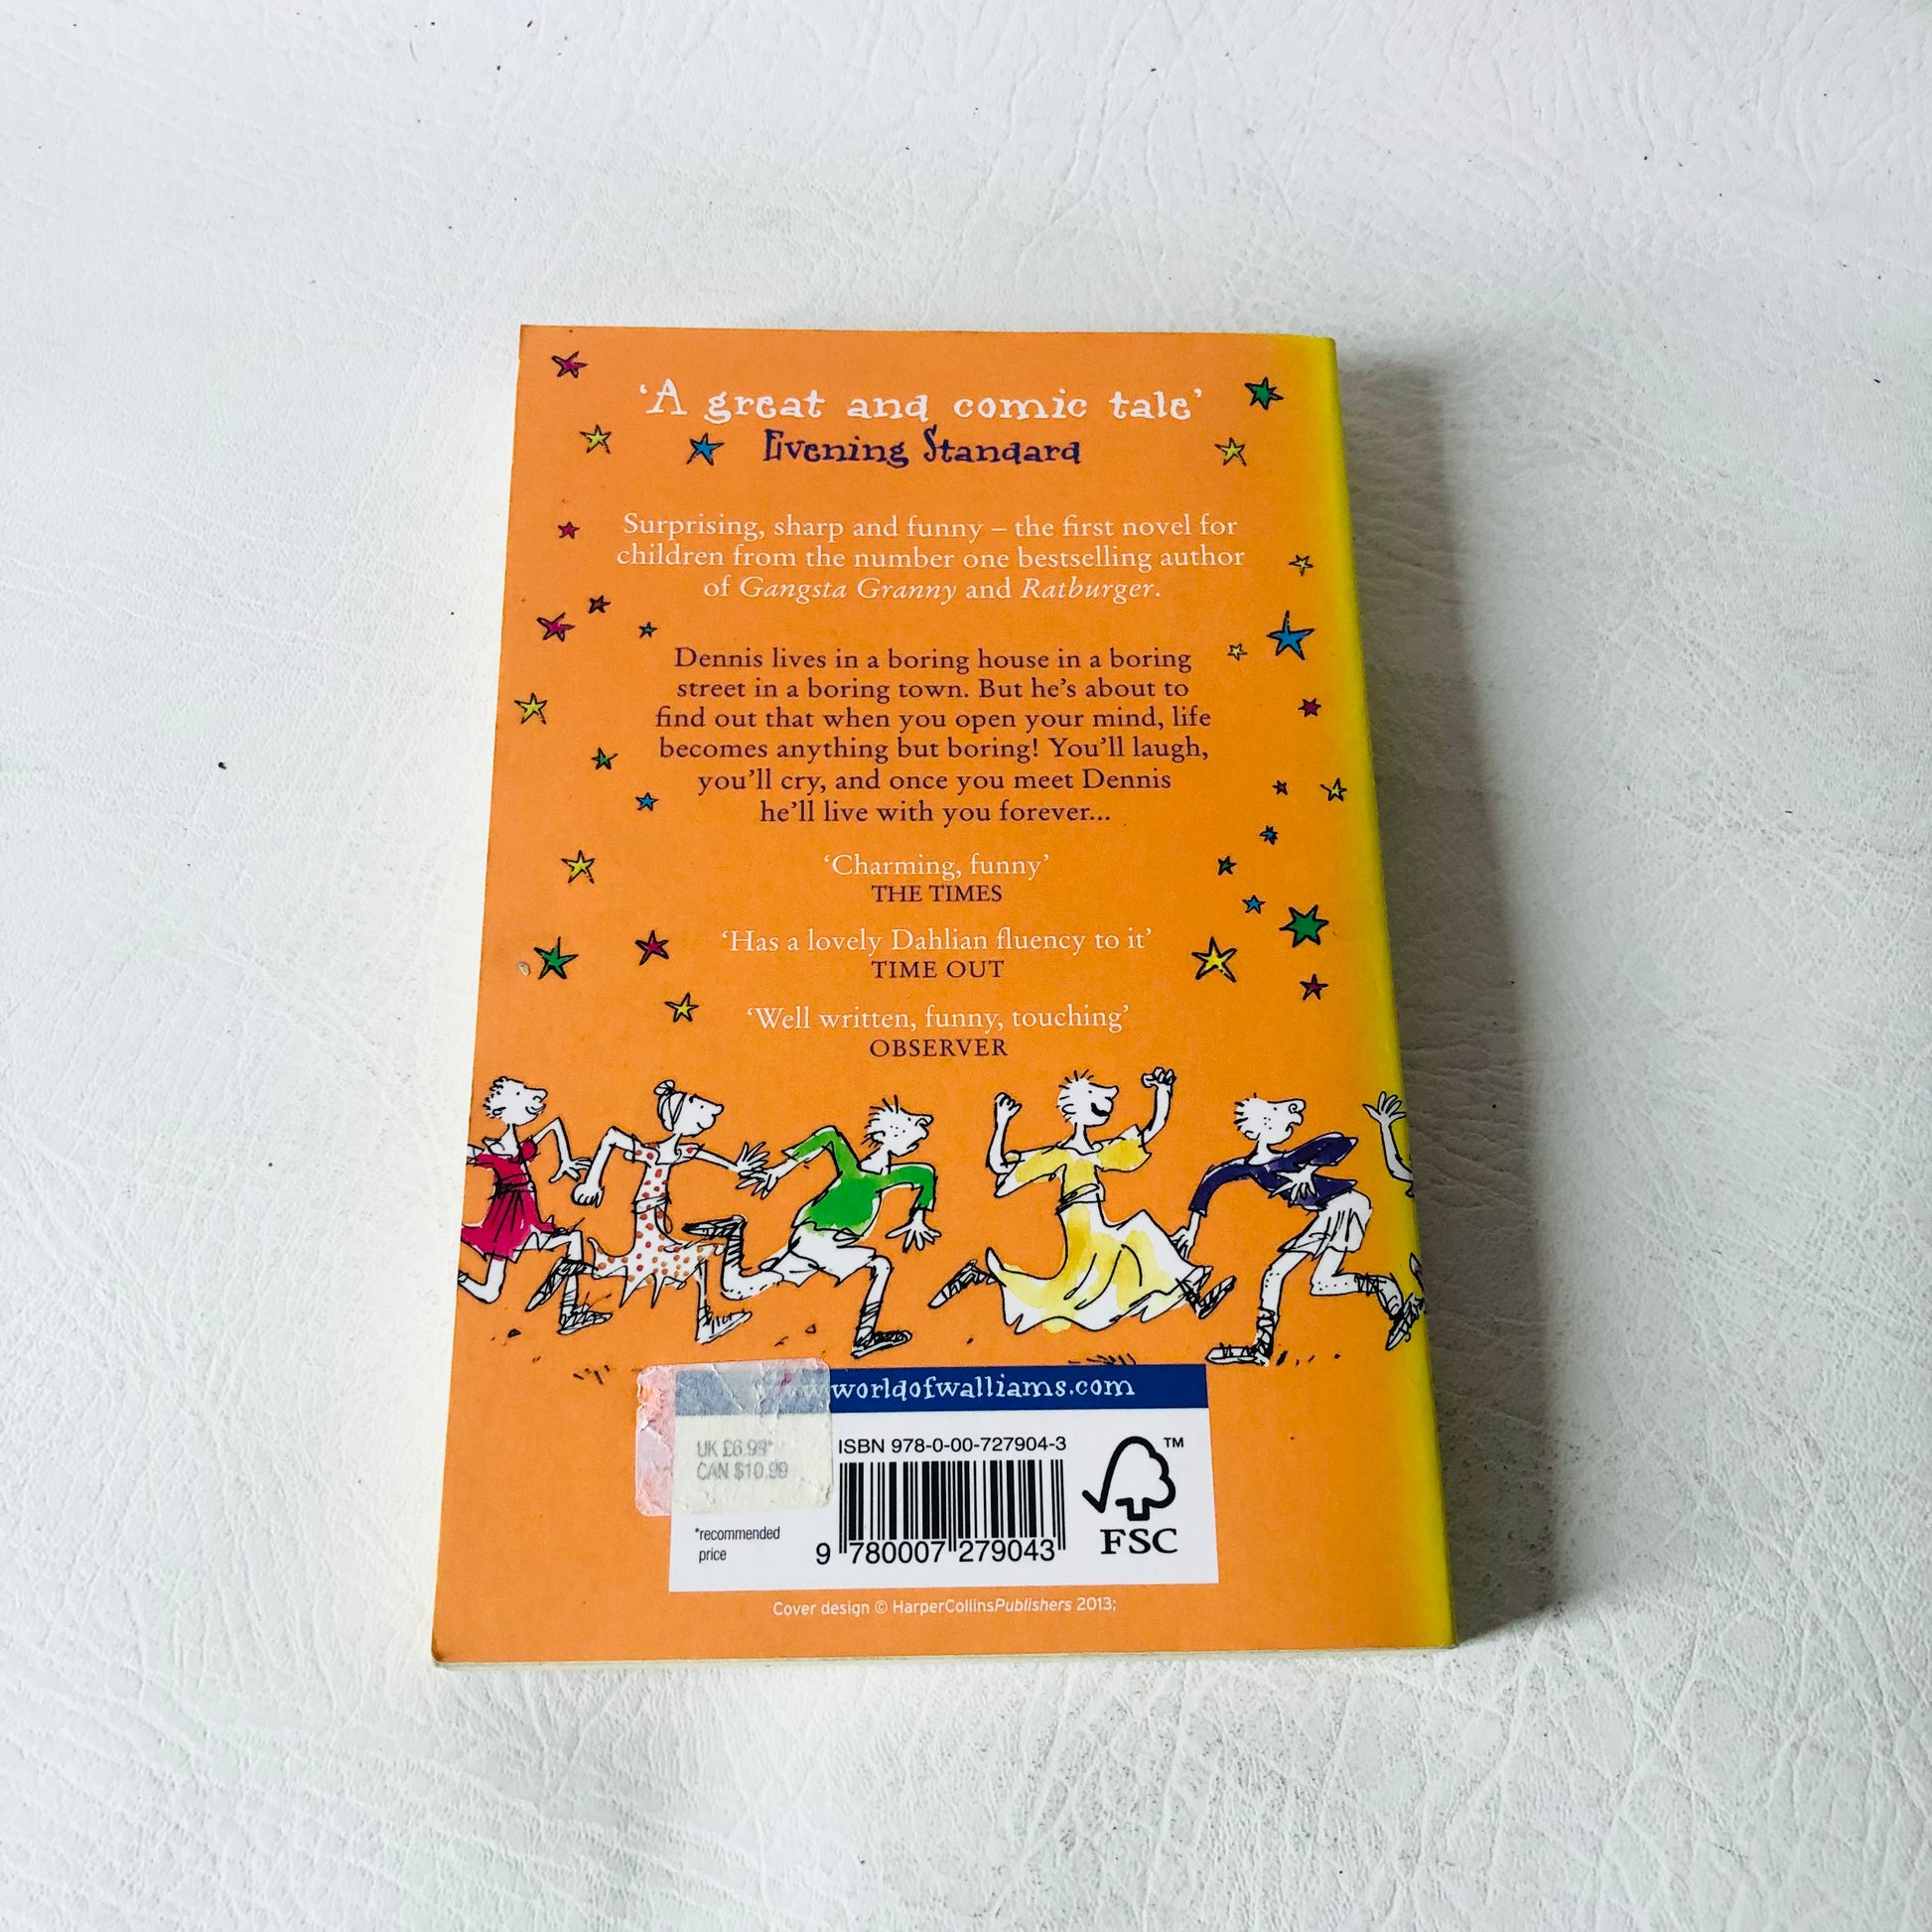 ‘A great and comic tale’
Evening Standard
Surprising, sharp and funny – the first novel for
children from the number one bestselling author
of Gangsta Granny and Ratburger.
Dennis lives in a boring house in a boring
street in a boring town. But he’s about to
find out that when you open your mind, life
becomes anything but boring! You’ll laugh,
you’ll cry, and once you meet Dennis
he’ll live with you forever...
‘Charming, funny’
THE TIMES
‘Has a lovely Dahlian fluency to it’
TIME OUT
‘Well written, funny, touching’
OBSERVER
www.worldofwalliams.com
UK £6.99*
CAN $10.99
*recommended
price
ISBN 978-0-00-727904-3
9 780007 279043
TM
FSC
Cover design © HarperCollinsPublishers 2013;